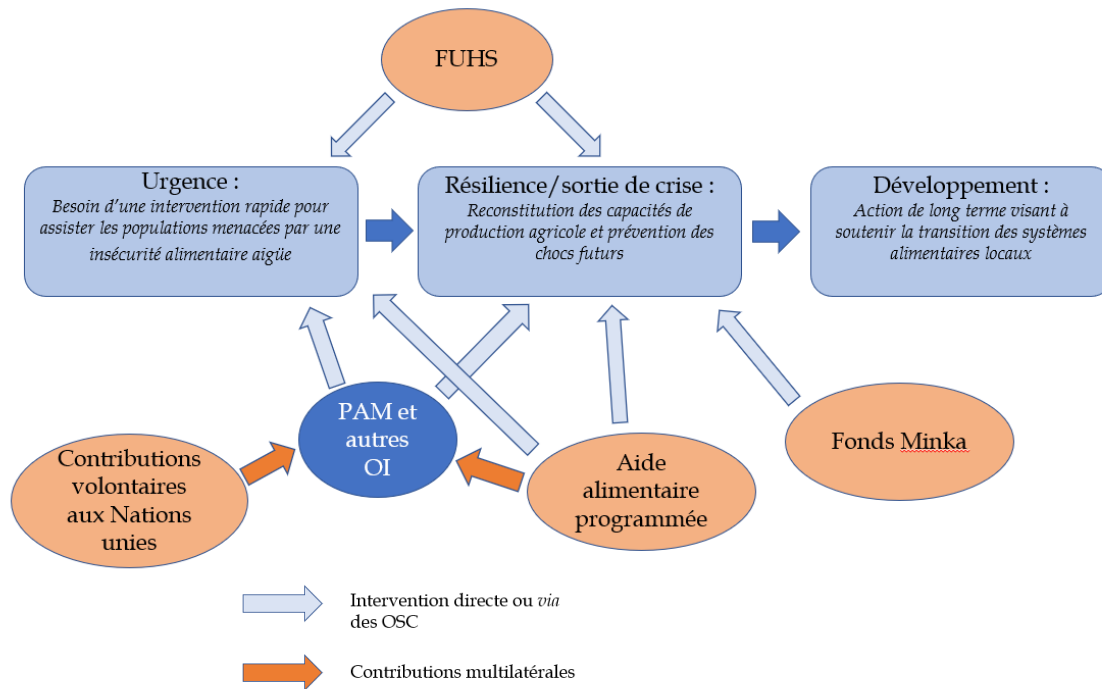 FUHS
Urgence :
Besoin d’une intervention rapide pour
assister les populations menacées par une
insécurité alimentaire aigüe
Résilience/sortie de crise :
Reconstitution des capacités de
production agricole et prévention des
chocs futurs
Développement :
Action de long terme visant à
soutenir la transition des systèmes
alimentaires locaux
Contributions
volontaires
aux Nations
unies
PAM et
autres
OI
Aide
alimentaire
programmée
Fonds Minka
Intervention directe ou via
des OSC
Contributions multilatérales